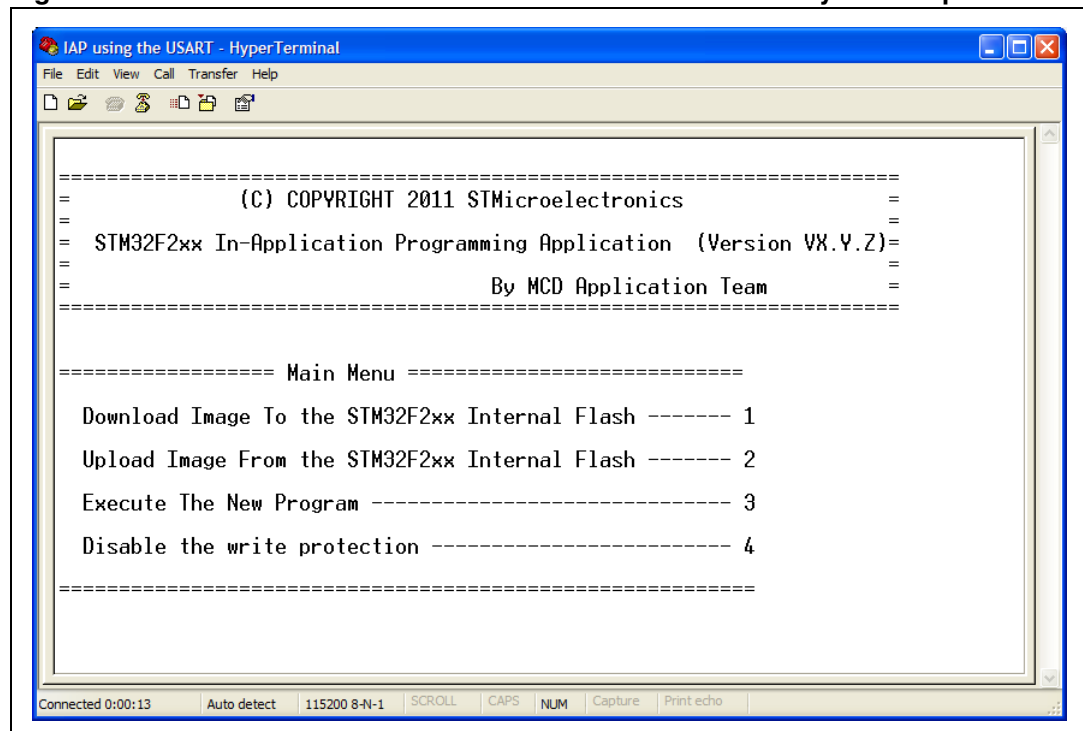 IAP using the USART - HyperTerminal
File Edit View Call Transfer Help
======================================================================
= (C) COPYRIGHT 2011 STMicroelectronics =
= =
= STM32F2xx In-Application Programming Application (Version VX.Y.Z)=
= =
= By MCD Application Team =
======================================================================
================== Main Menu ============================
Download Image To the STM32F2xx Internal Flash ------- 1
Upload Image From the STM32F2xx Internal Flash ------- 2
Execute The New Program ------------------------------ 3
Disable the write protection ------------------------- 4
==========================================================
Connected 0:00:13 Auto detect 115200 8-N-1 SCROLL CAPS NUM Capture Print echo